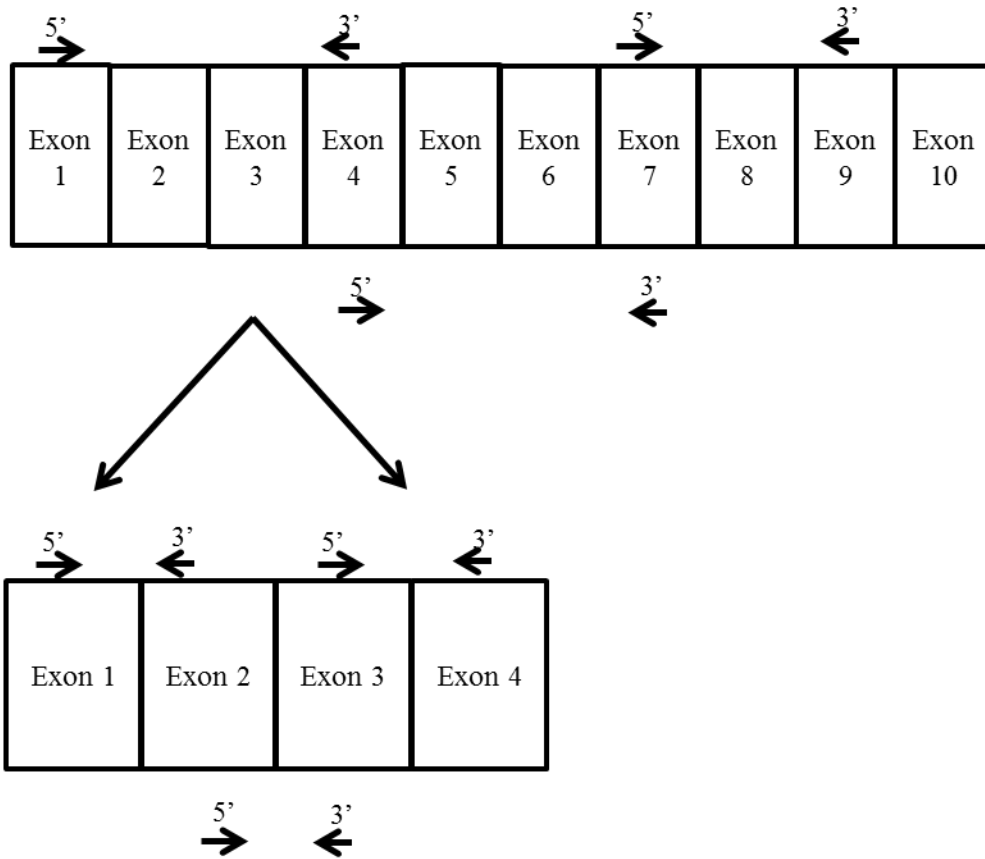 5’ 3’ 5’ 3’
Exon 1
Exon 2
Exon 3
Exon 4
Exon 5
Exon 6
Exon 7
Exon 8
Exon 9
Exon 10
5’ 3’
5’ 3’ 5’ 3’
Exon 1 Exon 2 Exon 3 Exon 4
5’ 3’